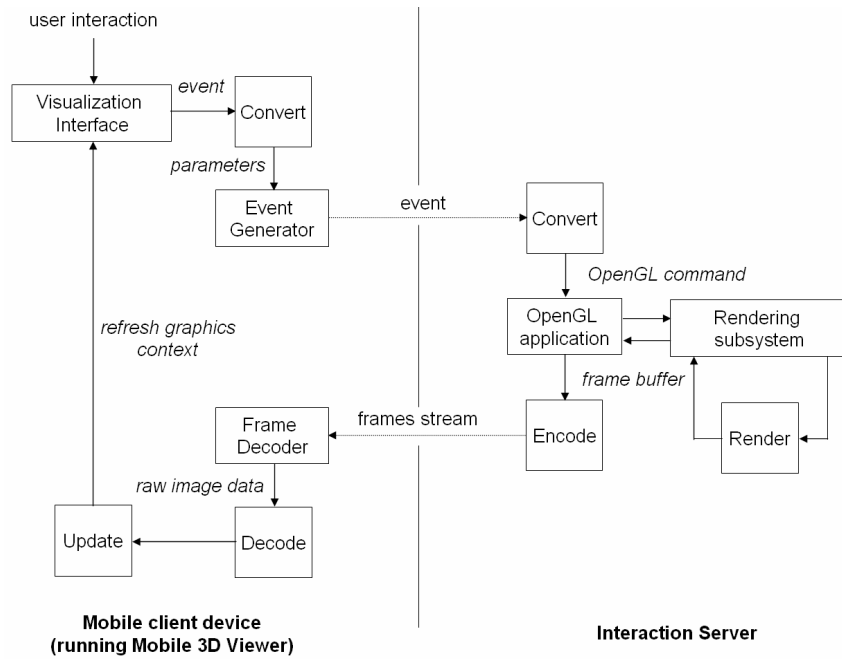 user interaction
Visualization
Interface
event
Convert
parameters
Event
Generator
event
Convert
OpenGL command
OpenGL
application
Rendering
subsystem
frame buffer
Render
Encode
frames stream
Frame
Decoder
raw image data
Decode
Update
refresh graphics
context
Mobile client device
(running Mobile 3D Viewer)
Interaction Server